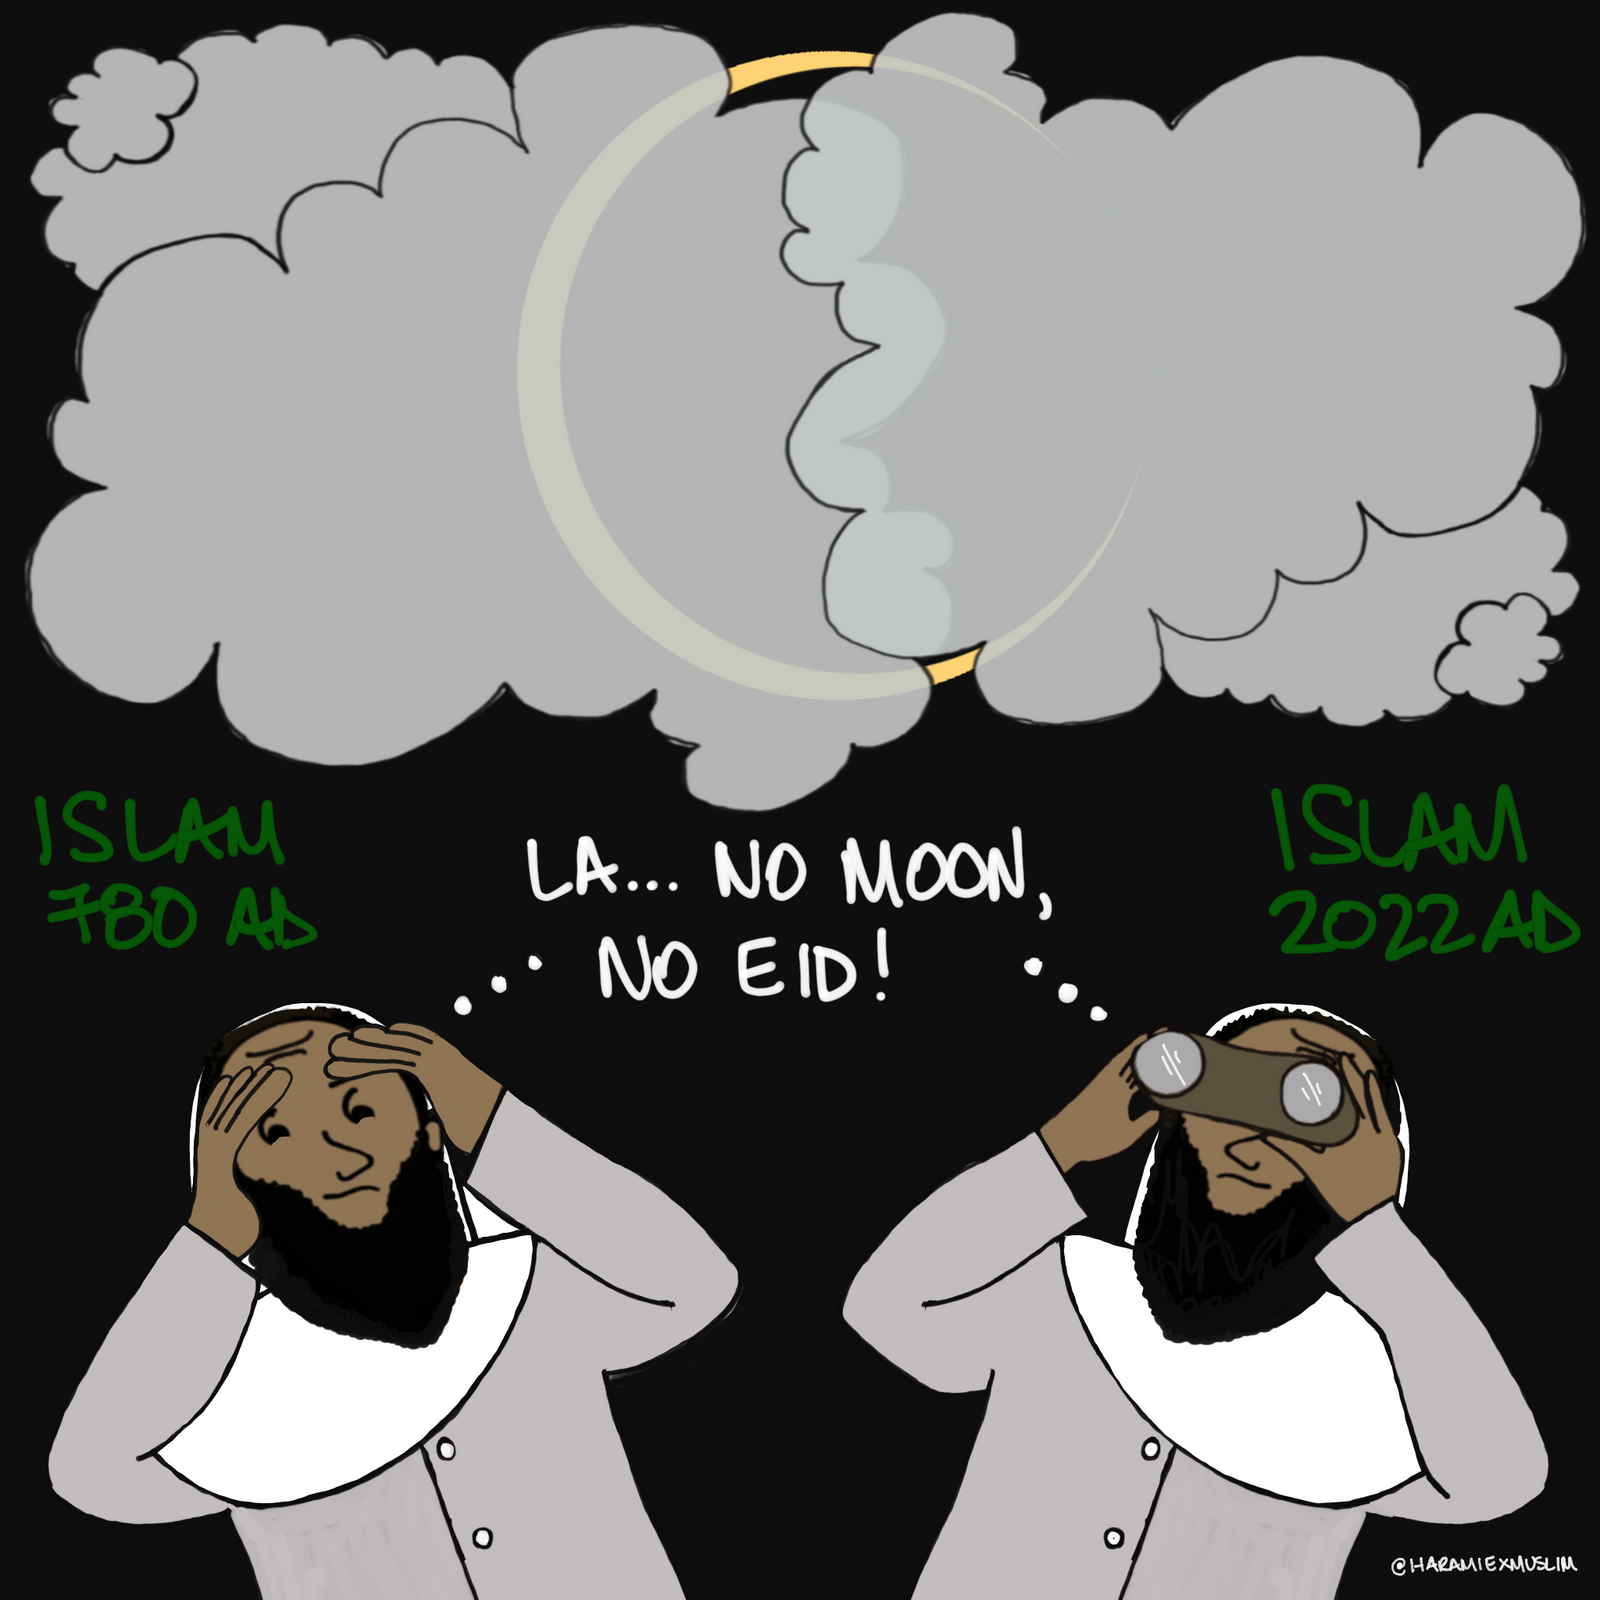 ISLAM
780 AD
LA... NO MOON,
NO EID!
ISLAM
2022 AD
@HARAMIEXMUSLIM